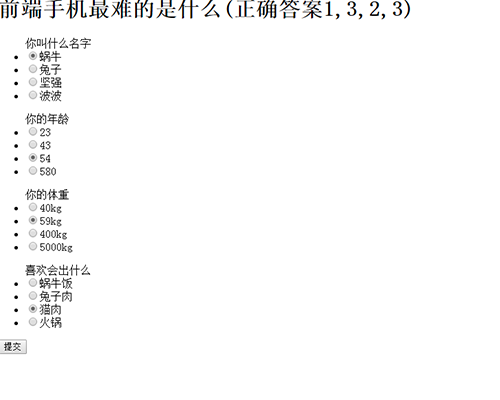 前端手机最难的是什么(正确答案1,3,2,3)
你叫什么名字
蜗牛
兔子
坚强
波波
你的年龄
23
43
54
580
你的体重
40kg
59kg
400kg
5000kg
喜欢会出什么
蜗牛饭
兔子肉
猫肉
火锅
提交